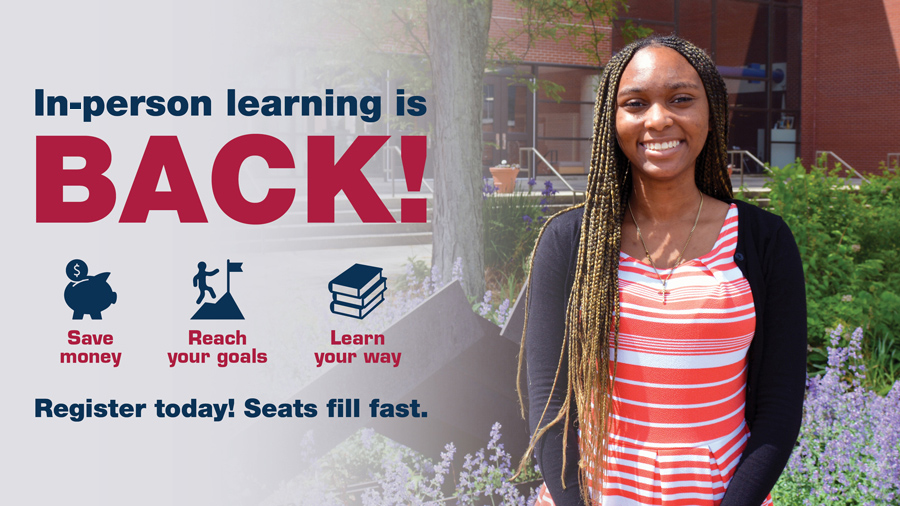 In-person learning is
BACK!
$
Save
money
Reach
your goals
Learn
your way
Register today! Seats fill fast.